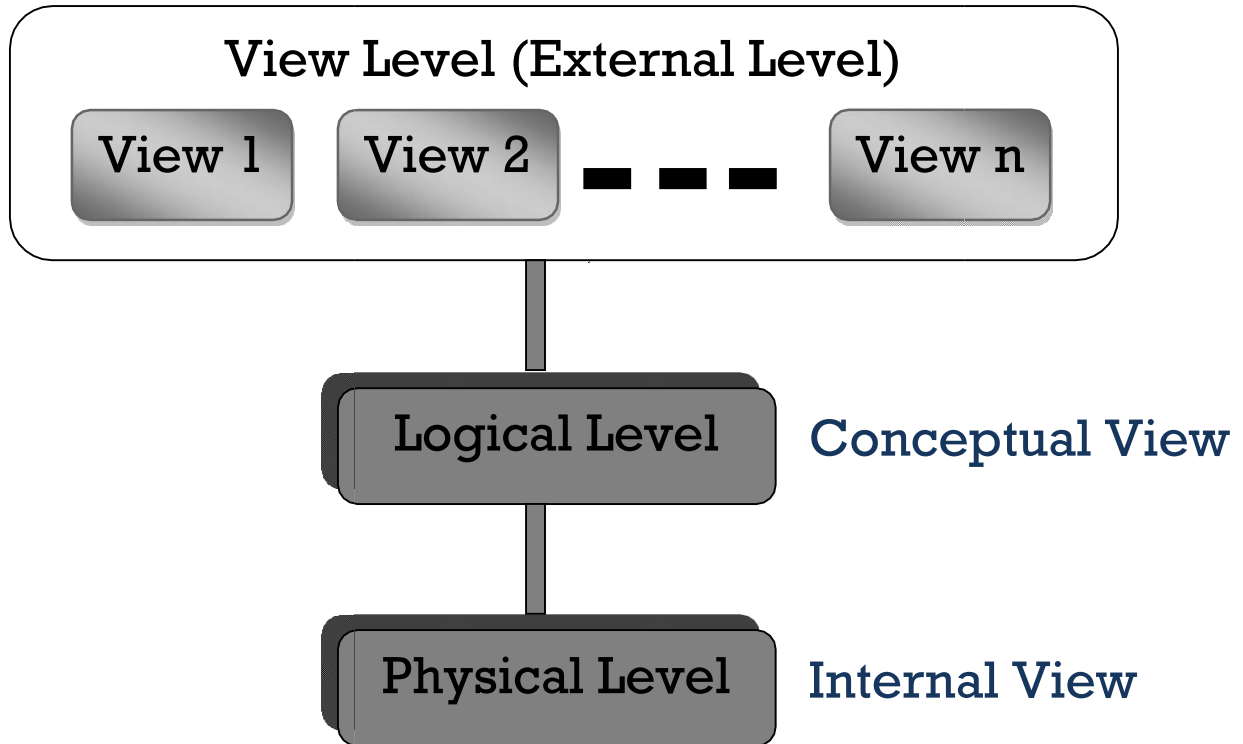 View Level (External Level)
View 1
View 2
View n
Logical Level
Conceptual View
Physical Level
Internal View